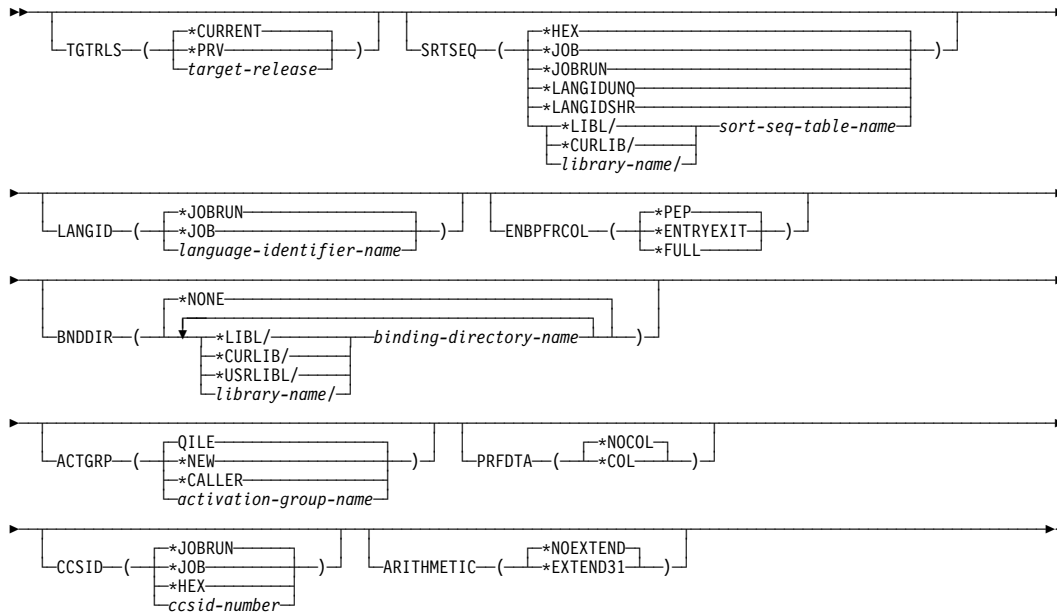 *CURRENT *HEX
TGTRLS ( *PRV ) SRTSEQ ( *JOB )
target-release *JOBRUN
*LANGIDUNQ
*LANGIDSHR
*LIBL/ sort-seq-table-name
*CURLIB/
library-name/
*JOBRUN *PEP
LANGID ( *JOB ) ENBPFRCOL ( *ENTRYEXIT )
language-identifier-name *FULL
*NONE
BNDDIR ( *LIBL/ binding-directory-name )
*CURLIB/
*USRLIBL/
library-name/
QILE *NOCOL
ACTGRP ( *NEW ) PRFDTA ( *COL )
*CALLER
activation-group-name
*JOBRUN *NOEXTEND
CCSID ( *JOB ) ARITHMETIC ( *EXTEND31 )
*HEX
ccsid-number